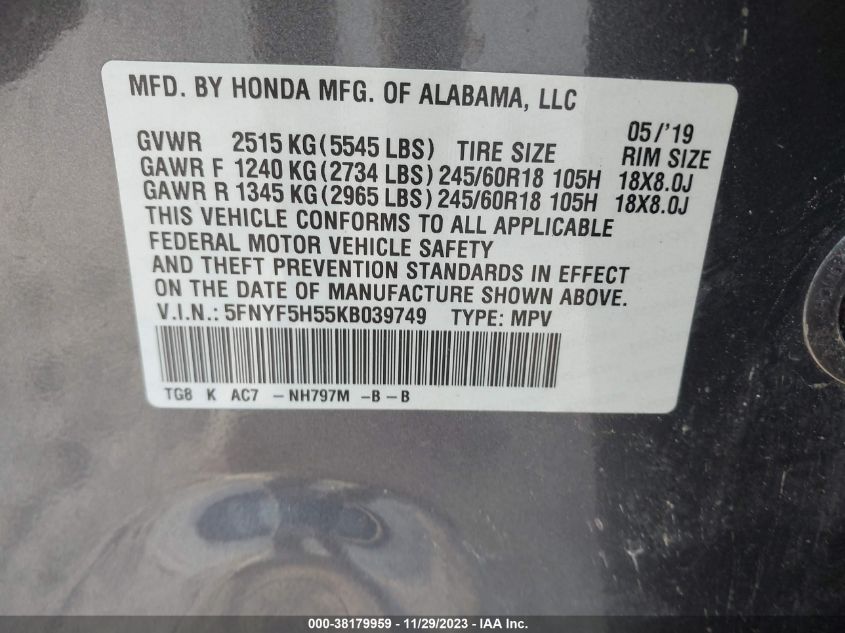 MFD. BY HONDA MFG. OF ALABAMA, LLC
05/'19
GVWR 2515 KG(5545 LBS) TIRE SIZE RIM SIZE
GAWR F 1240 KG(2734 LBS) 245/60R18 105H 18X8.0J
GAWR R 1345 KG(2965 LBS) 245/60R18 105H 18X8.0J
THIS VEHICLE CONFORMS TO ALL APPLICABLE
FEDERAL MOTOR VEHICLE SAFETY
AND THEFT PREVENTION STANDARDS IN EFFECT
ON THE DATE OF MANUFACTURE SHOWN ABOVE.
V.I.N.: 5FNYF5H55KB039749 TYPE: MPV
TG8 K AC7 -NH797M -B-B
000-38179959 - 11/29/2023 - IAA Inc.